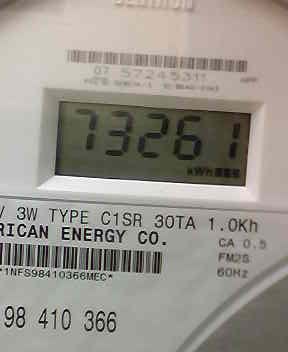 07 57245311
73261
kWh
V 3W TYPE C1SR 30TA 1.0Kh
RICAN ENERGY CO.
CA 0.5
FM2S
*1NFS98410366MEC*
60Hz
98 410 366